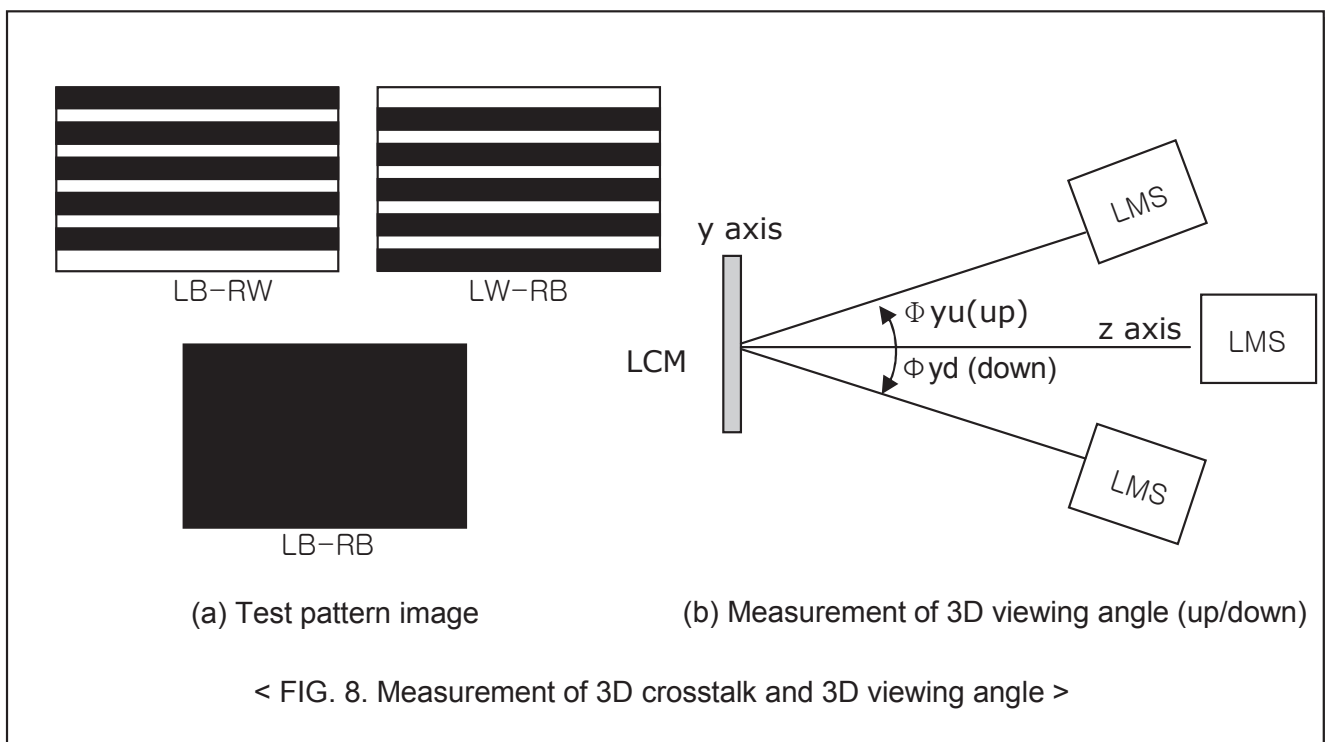 LB-RW
LW-RB
LB-RB
(a) Test pattern image
y axis
LCM
Φ yu(up)
z axis
Φ yd (down)
LMS
LMS
LMS
(b) Measurement of 3D viewing angle (up/down)
< FIG. 8. Measurement of 3D crosstalk and 3D viewing angle >